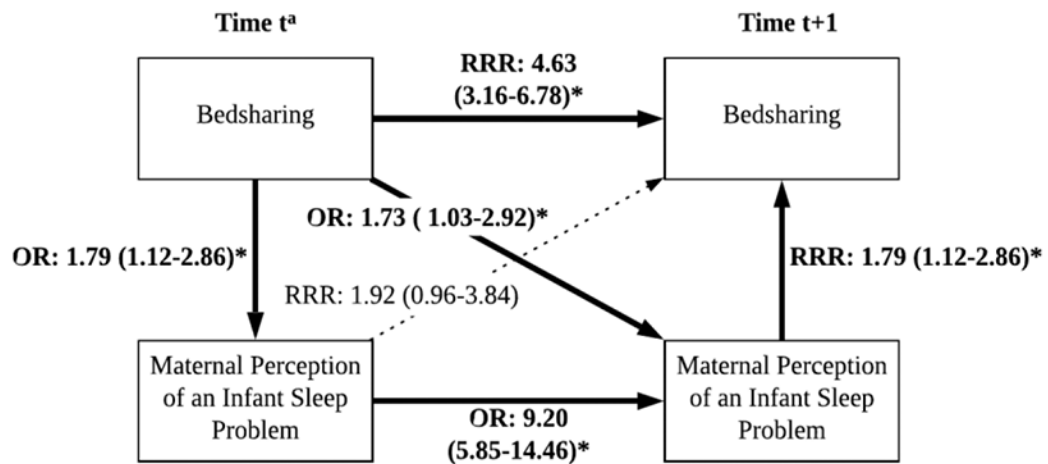 Time tᵃ
Time t+1
Bedsharing
RRR: 4.63
(3.16-6.78)*
Bedsharing
OR: 1.73 ( 1.03-2.92)*
OR: 1.79 (1.12-2.86)*
RRR: 1.79 (1.12-2.86)*
RRR: 1.92 (0.96-3.84)
Maternal Perception
of an Infant Sleep
Problem
OR: 9.20
(5.85-14.46)*
Maternal Perception
of an Infant Sleep
Problem